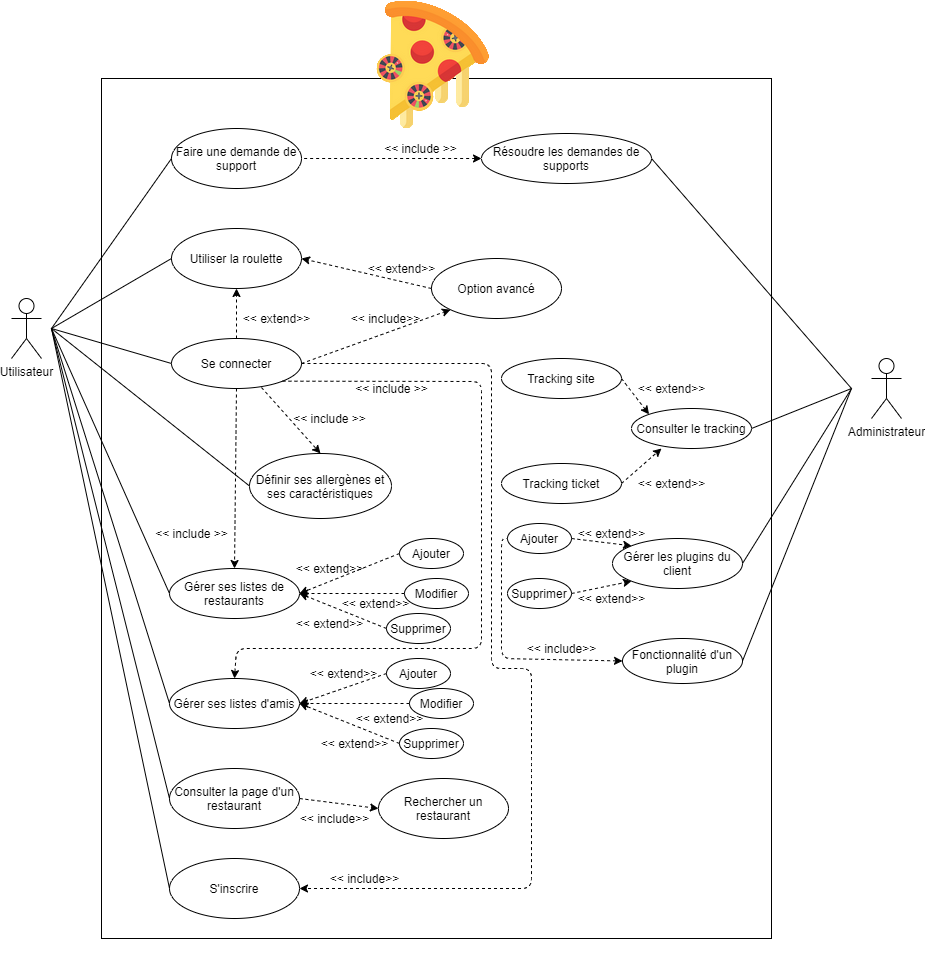 Faire une demande de
support
<< include >>
Résoudre les demandes de
supports
Utiliser la roulette
<< extend>>
Option avancé
<< extend>>
<< include>>
Utilisateur
Se connecter
<< include >>
Tracking site
<< extend>>
<< include >>
Consulter le tracking
Administrateur
Définir ses allergènes et
ses caractéristiques
Tracking ticket
<< extend>>
<< include >>
Ajouter
<< extend>>
Gérer les plugins du
client
Supprimer
<< extend>>
Ajouter
<< extend>>
Gérer ses listes de
restaurants
Modifier
<< extend>>
<< extend>>
Supprimer
<< include>>
Fonctionnalité d'un
plugin
<< extend>>
Ajouter
Gérer ses listes d'amis
Modifier
<< extend>>
<< extend>>
Supprimer
Consulter la page d'un
restaurant
<< include>>
Rechercher un
restaurant
<< include>>
S'inscrire